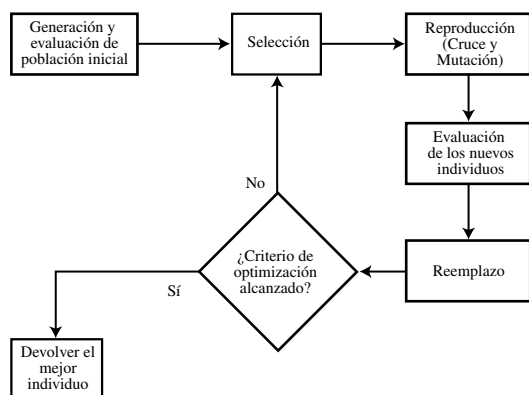 Generación y
evaluación de
población inicial
Selección
Reproducción
(Cruce y
Mutación)
Evaluación
de los nuevos
individuos
Reemplazo
¿Criterio de
optimización
alcanzado?
No
Sí
Devolver el
mejor
individuo